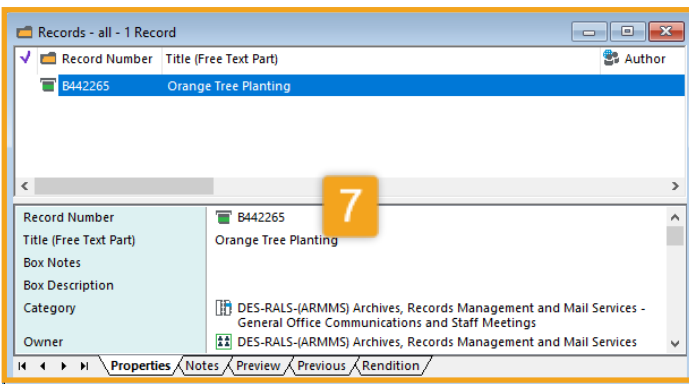 Records - all - 1 Record
Record Number Title (Free Text Part) Author
B442265 Orange Tree Planting
7
Record Number B442265
Title (Free Text Part) Orange Tree Planting
Box Notes
Box Description
Category DES-RALS-(ARMMS) Archives, Records Management and Mail Services -
General Office Communications and Staff Meetings
Owner DES-RALS-(ARMMS) Archives, Records Management and Mail Services
Properties Notes Preview Previous Rendition